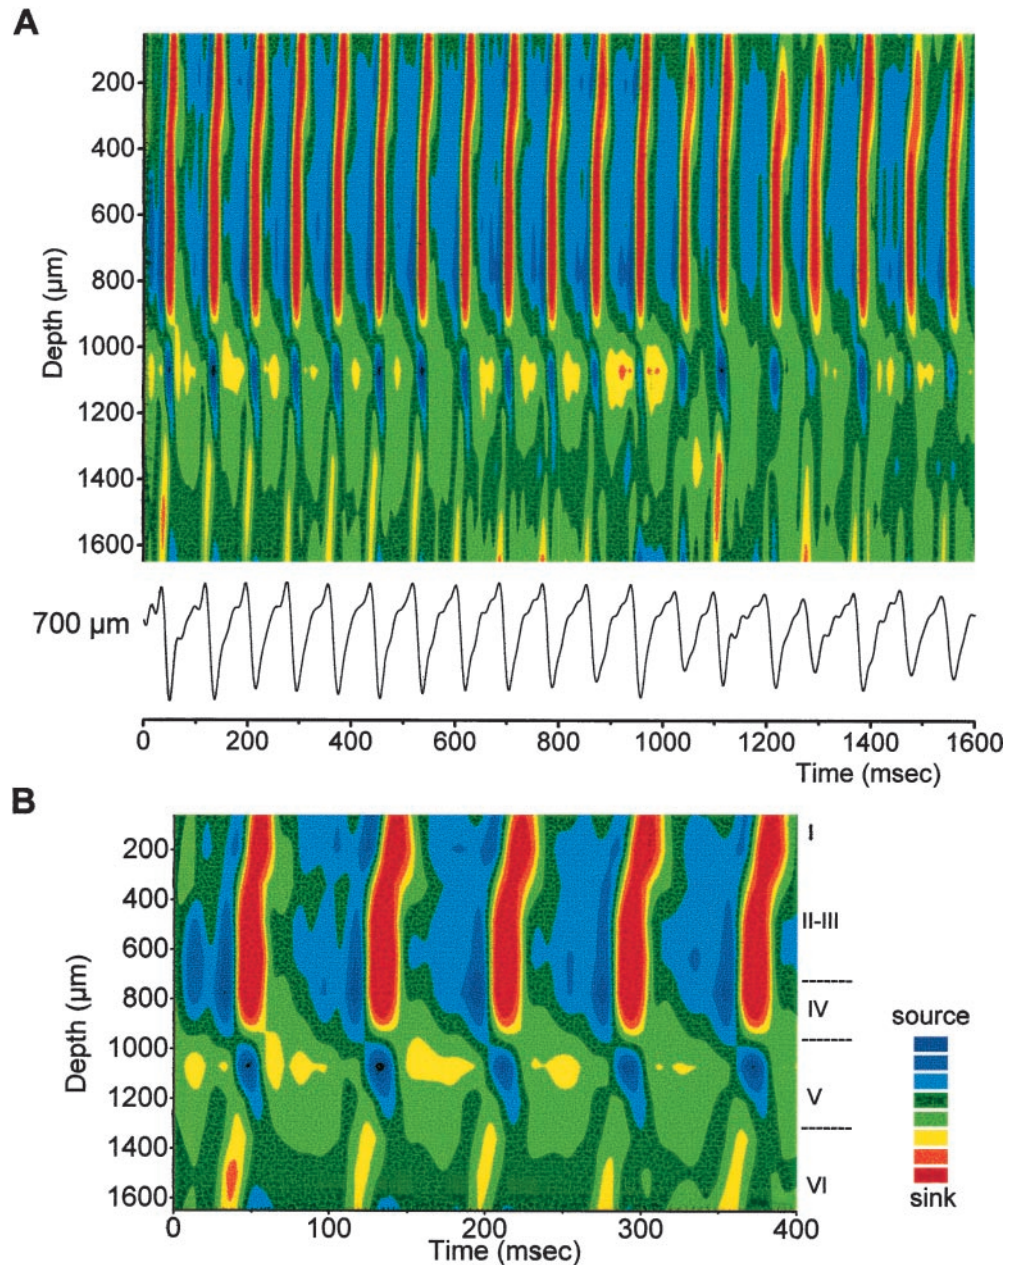 A
Depth (µm)
200
400
600
800
1000
1200
1400
1600
700 µm
0 200 400 600 800 1000 1200 1400 1600
Time (msec)
B
Depth (µm)
200
400
600
800
1000
1200
1400
1600
I
II-III
IV
V
VI
0 100 200 300 400
Time (msec)
source
sink